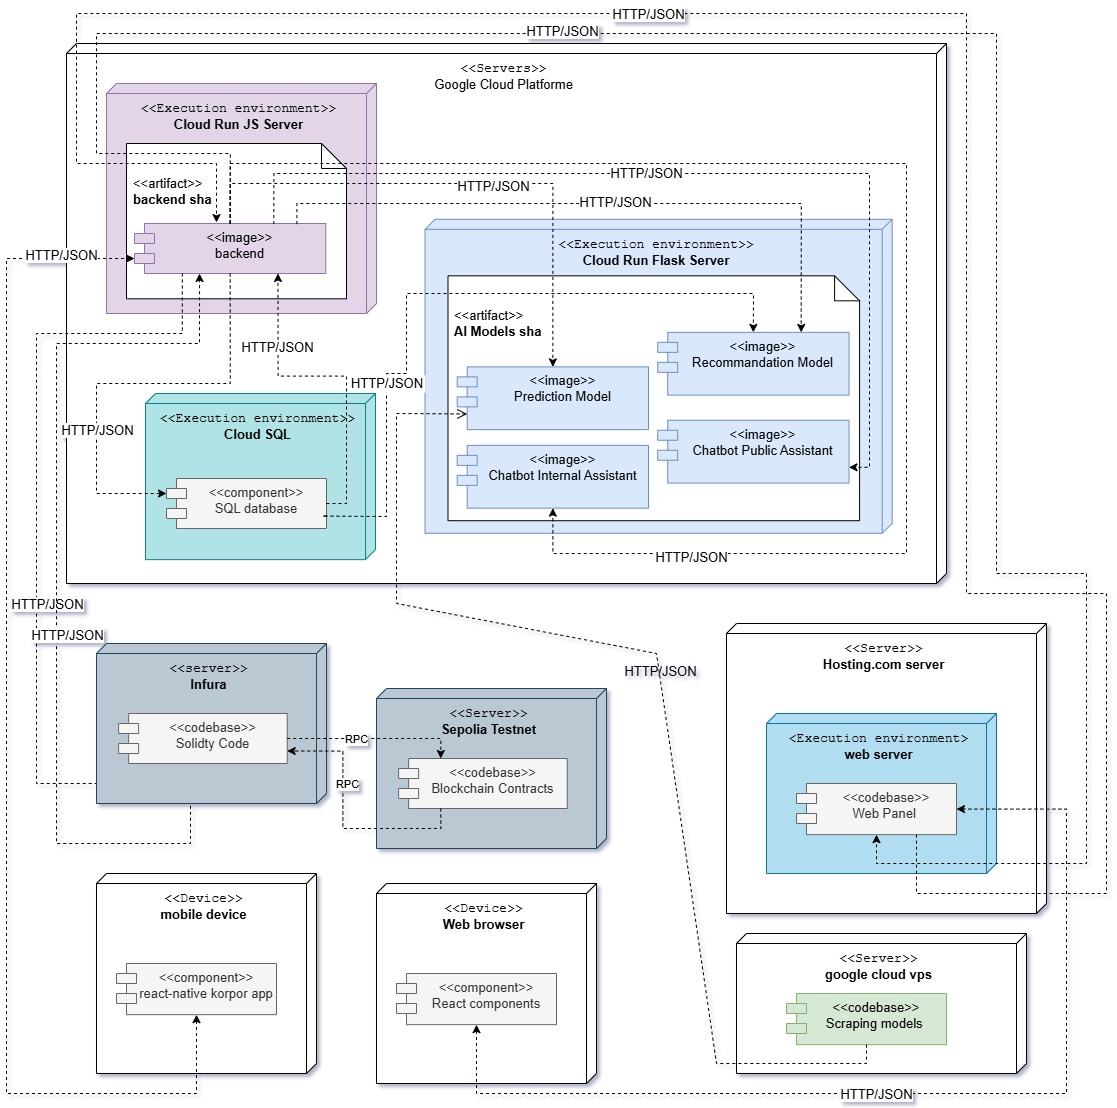 HTTP/JSON
HTTP/JSON
<<Servers>>
Google Cloud Platforme
<<Execution environment>>
Cloud Run JS Server
<<artifact>>
backend sha
<<image>>
backend
HTTP/JSON
HTTP/JSON
HTTP/JSON
HTTP/JSON
<<Execution environment>>
Cloud Run Flask Server
<<artifact>>
AI Models sha
<<image>>
Recommandation Model
<<image>>
Prediction Model
<<image>>
Chatbot Public Assistant
<<image>>
Chatbot Internal Assistant
HTTP/JSON
HTTP/JSON
HTTP/JSON
<<Execution environment>>
Cloud SQL
HTTP/JSON
<<component>>
SQL database
HTTP/JSON
HTTP/JSON
HTTP/JSON
<<server>>
Infura
<<codebase>>
Solidty Code
RPC
RPC
<<Server>>
Sepolia Testnet
<<codebase>>
Blockchain Contracts
HTTP/JSON
<<Server>>
Hosting.com server
<Execution environment>
web server
<<codebase>>
Web Panel
<<Device>>
mobile device
<<component>>
react-native korpor app
<<Device>>
Web browser
<<component>>
React components
<<Server>>
google cloud vps
<<codebase>>
Scraping models
HTTP/JSON